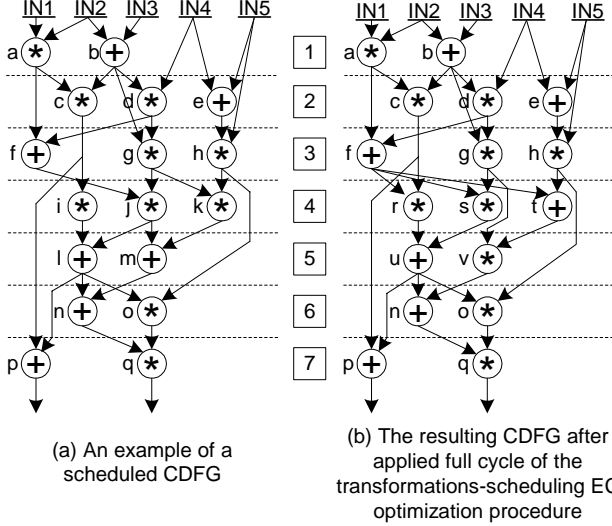 IN1 IN2 IN3 IN4 IN5
IN1 IN2 IN3 IN4 IN5
a * b + 1 a * b +
c * d * e + 2 c * d * e +
f + g * h * 3 f + g * h *
i * j * k * 4 r * s * t +
l + m + 5 u + v *
n + o * 6 n + o *
p + q * 7 p + q *
(a) An example of a
scheduled CDFG
(b) The resulting CDFG after
applied full cycle of the
transformations-scheduling EC
optimization procedure